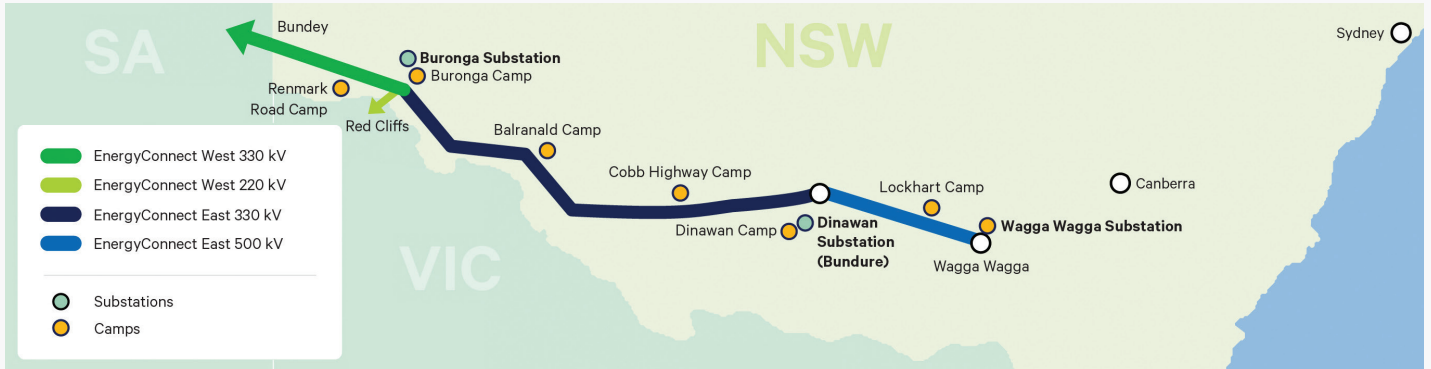 SA
NSW
VIC
Bundey
Buronga Substation
Buronga Camp
Renmark
Road Camp
Red Cliffs
Balranald Camp
Cobb Highway Camp
Dinawan Camp
Dinawan
Substation
(Bundure)
Lockhart Camp
Wagga Wagga Substation
Wagga Wagga
Canberra
Sydney
EnergyConnect West 330 kV
EnergyConnect West 220 kV
EnergyConnect East 330 kV
EnergyConnect East 500 kV
Substations
Camps